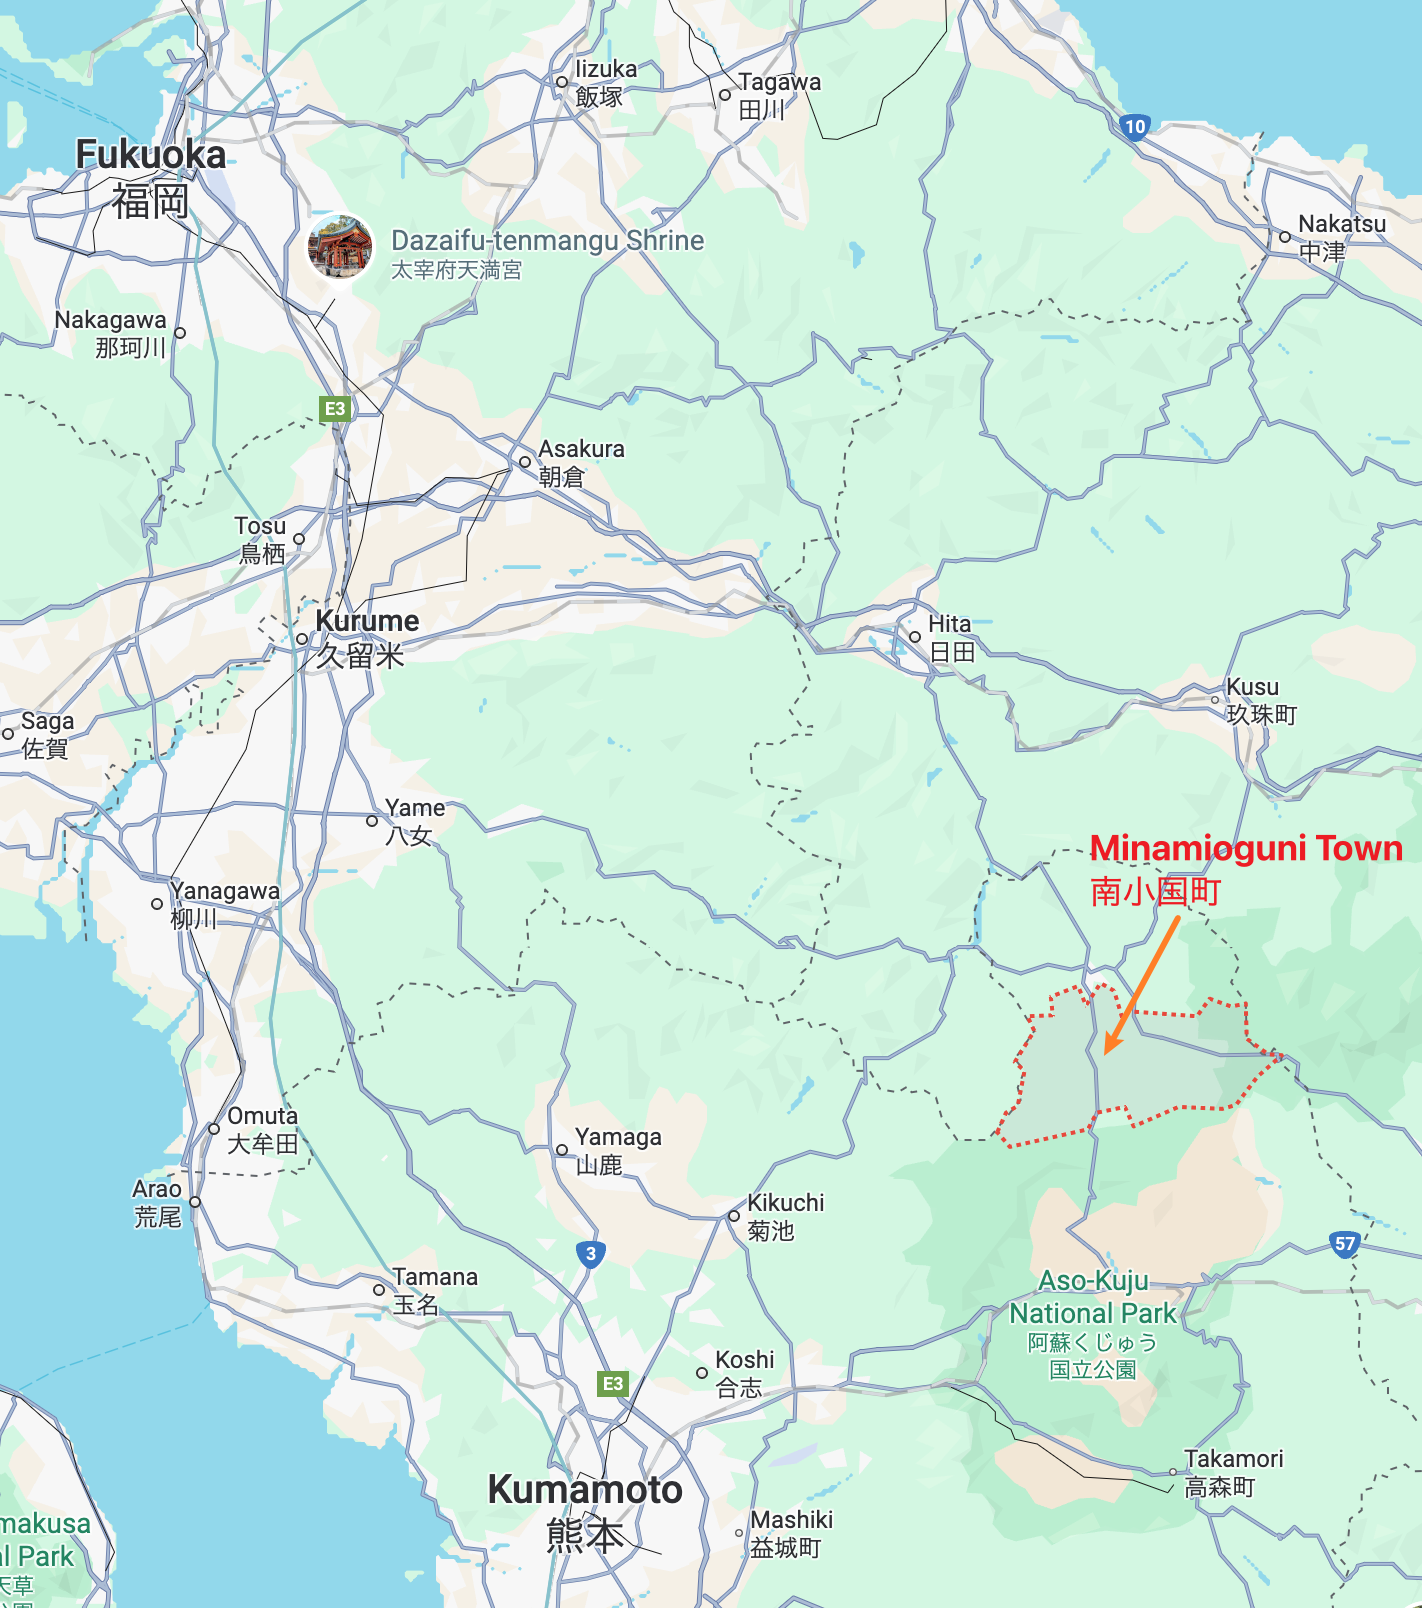 Iizuka
飯塚
Tagawa
田川
10
Fukuoka
福岡
Dazaifu-tenmangu Shrine
太宰府天満宮
Nakatsu
中津
Nakagawa
那珂川
E3
Asakura
朝倉
Tosu
鳥栖
Kurume
久留米
Hita
日田
Kusu
玖珠町
Saga
佐賀
Yame
八女
Minamioguni Town
南小国町
Yanagawa
柳川
Omuta
大牟田
Yamaga
山鹿
Arao
荒尾
Kikuchi
菊池
3
57
Tamana
玉名
Aso-Kuju
National Park
阿蘇くじゅう
国立公園
Koshi
合志
E3
Takamori
高森町
Kumamoto
熊本
Mashiki
益城町
makusa
al Park
天草